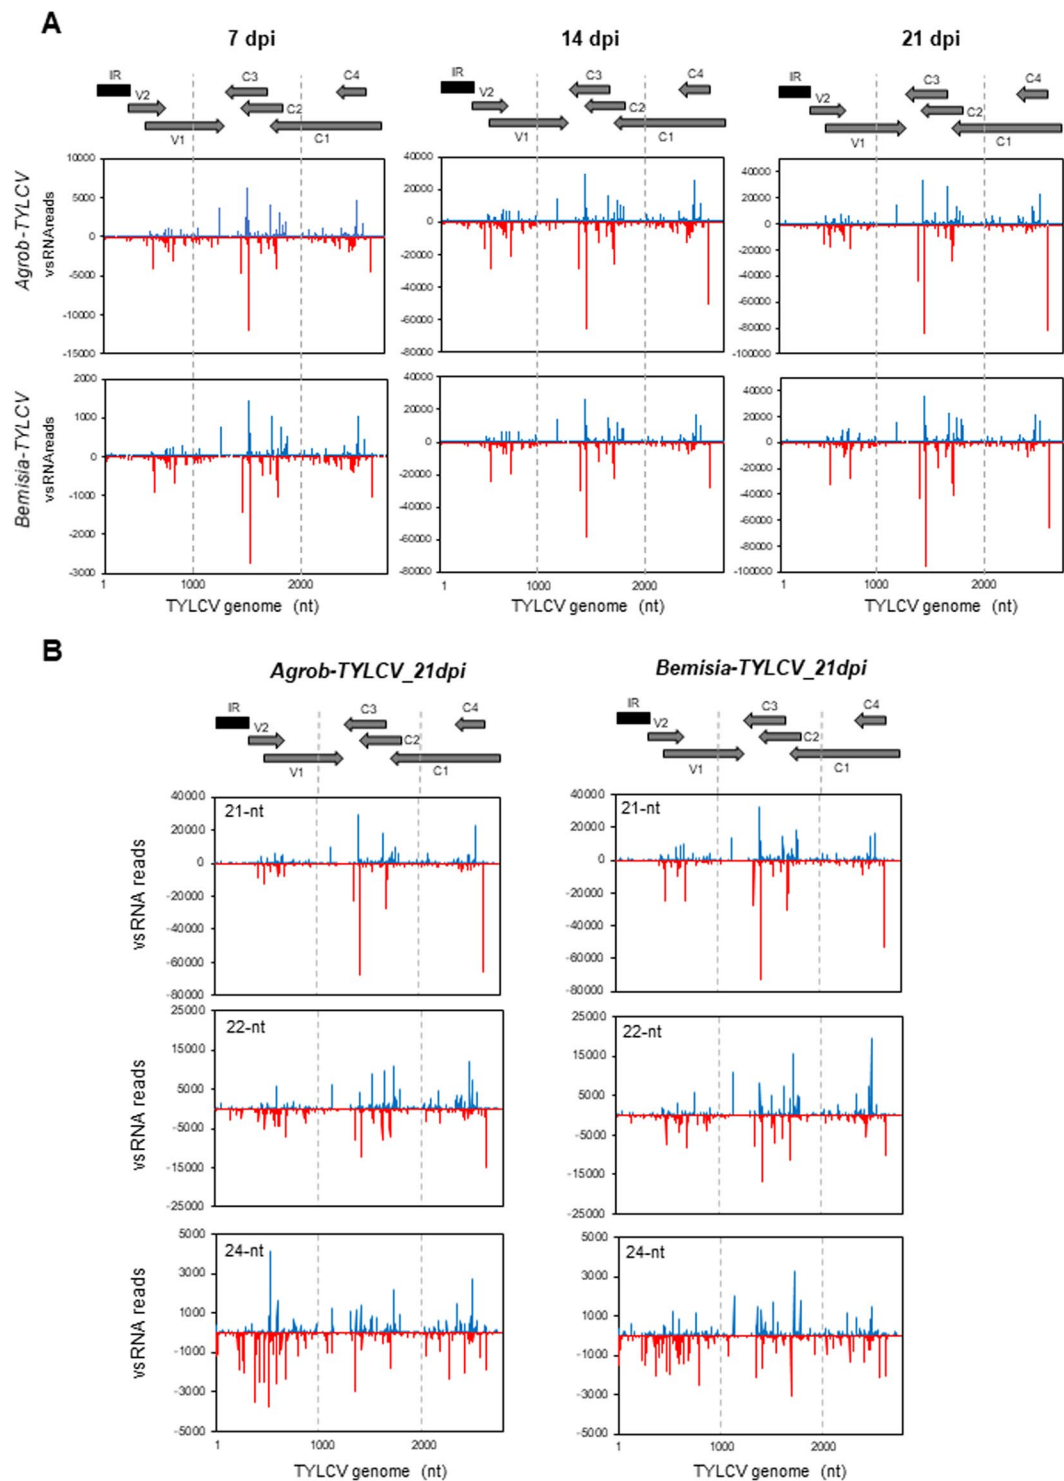 A
7 dpi
14 dpi
21 dpi
IR
C3
C4
V2
C2
V1
C1
IR
C3
C4
V2
C2
V1
C1
IR
C3
C4
V2
C2
V1
C1
Agrob-TYLCV
vsRNAreads
10000
5000
0
-5000
-10000
-15000
40000
20000
0
-20000
-40000
-60000
-80000
40000
20000
0
-20000
-40000
-60000
-80000
-100000
Bemisia-TYLCV
vsRNAreads
2000
1000
0
-1000
-2000
-3000
40000
20000
0
-20000
-40000
-60000
-80000
40000
20000
0
-20000
-40000
-60000
-80000
-100000
1 1000 2000
1 1000 2000
1 1000 2000
TYLCV genome (nt)
TYLCV genome (nt)
TYLCV genome (nt)
B
Agrob-TYLCV_21dpi
Bemisia-TYLCV_21dpi
IR
C3
C4
V2
C2
V1
C1
IR
C3
C4
V2
C2
V1
C1
vsRNA reads
21-nt
40000
20000
0
-20000
-40000
-60000
-80000
21-nt
40000
20000
0
-20000
-40000
-60000
-80000
vsRNA reads
22-nt
25000
15000
5000
-5000
-15000
-25000
22-nt
25000
15000
5000
-5000
-15000
-25000
vsRNA reads
24-nt
5000
3000
1000
-1000
-3000
-5000
24-nt
5000
3000
1000
-1000
-3000
-5000
1 1000 2000
1 1000 2000
TYLCV genome (nt)
TYLCV genome (nt)